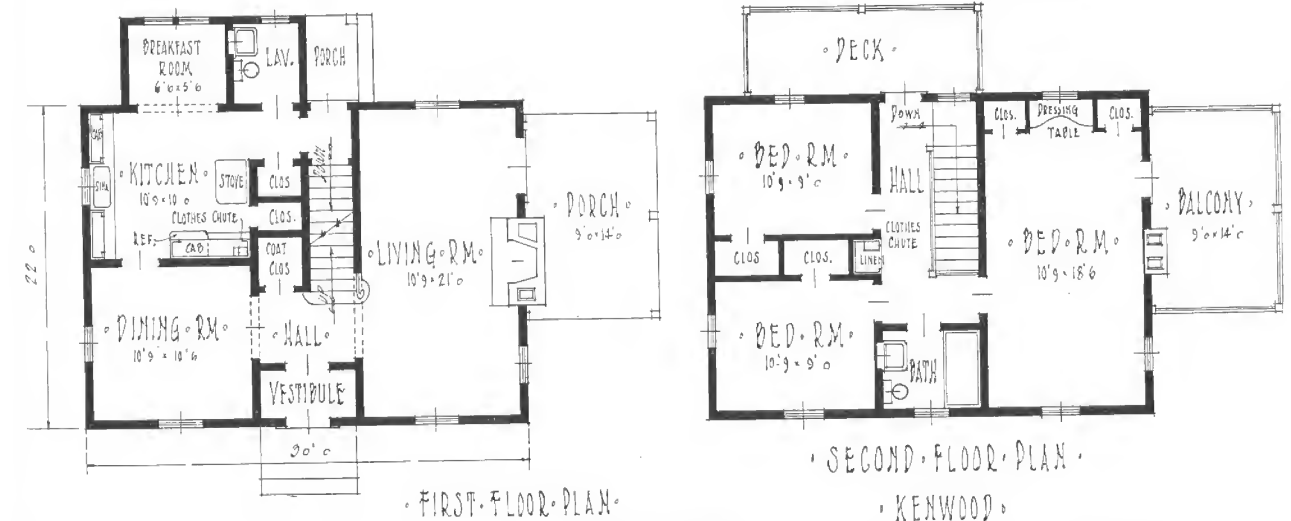 BREAKFAST
ROOM
6'6×5'6
LAV.
PORCH
KITCHEN
10'9×10'0
SINK
STOVE
CLOS
CLOS.
CLOTHES CHUTE
REF.
CAB
COAT
CLOS
DOWN
UP
LIVING RM
10'9×21'0
PORCH
9'0×14'0
DINING RM
10'9×10'6
HALL
VESTIBULE
22'0
30'0
FIRST·FLOOR·PLAN
DECK
BED·RM
10'9×9'0
DOWN
HALL
CLOS.
DRESSING
TABLE
CLOS.
BED·RM
10'9×18'6
BALCONY
9'0×14'0
CLOTHES
CHUTE
LINEN
CLOS
CLOS.
BED·RM
10'9×9'0
BATH
SECOND·FLOOR·PLAN
KENWOOD